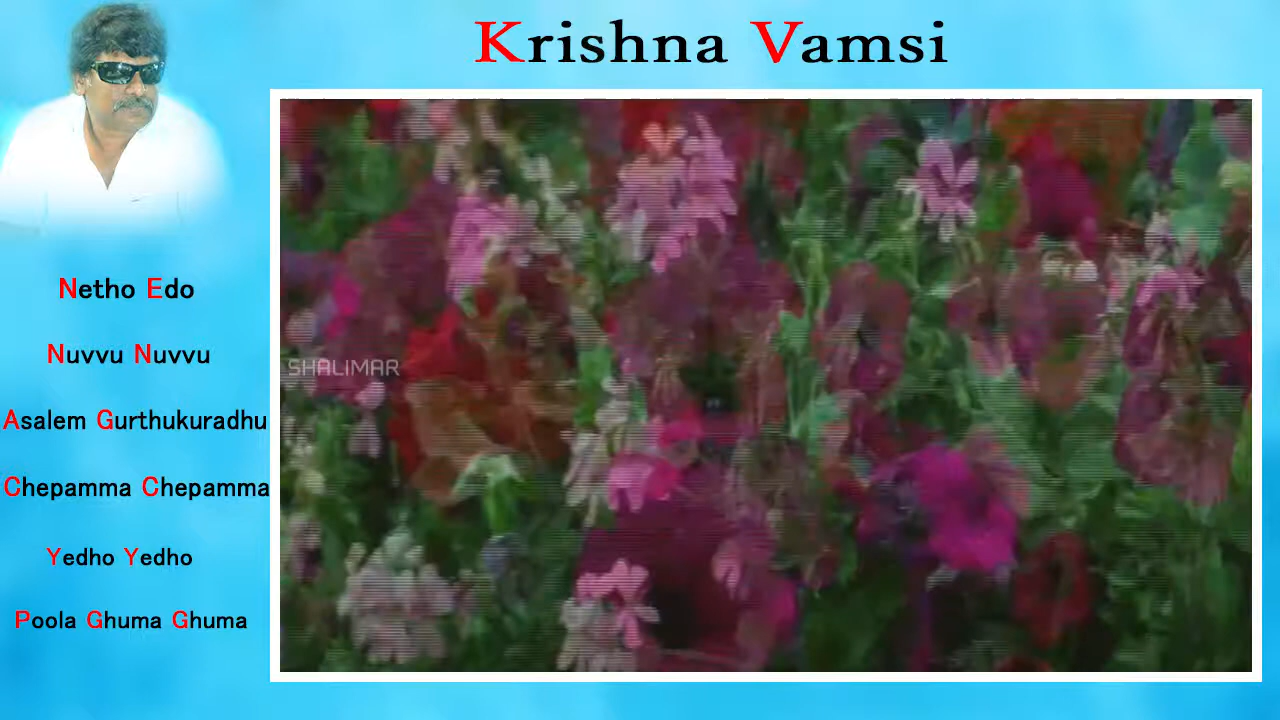 Krishna Vamsi
Netho Edo
Nuvvu Nuvvu
Asalem Gurthukuradhu
Chepamma Chepamma
Yedho Yedho
Poola Ghuma Ghuma
SHALIMAR